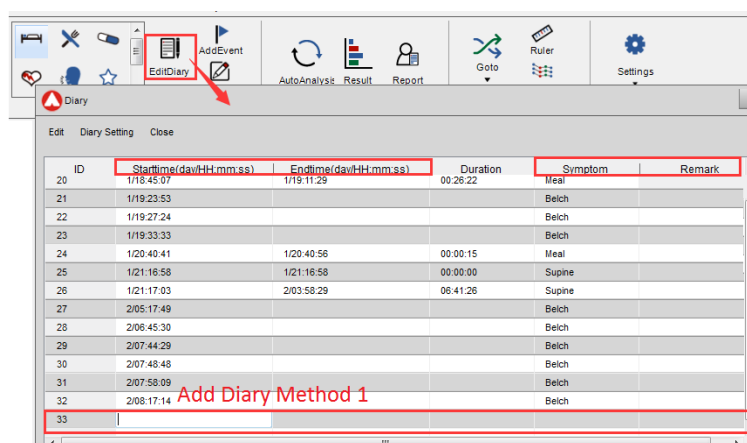 AddEvent
EditDiary
AutoAnalysis Result Report
Goto
Ruler
Settings
Diary
Edit Diary Setting Close
ID Starttime(day/HH:mm:ss) Endtime(day/HH:mm:ss) Duration Symptom Remark
20 1/18:45:07 1/19:11:29 00:26:22 Meal
21 1/19:23:53 Belch
22 1/19:27:24 Belch
23 1/19:33:33 Belch
24 1/20:40:41 1/20:40:56 00:00:15 Meal
25 1/21:16:58 1/21:16:58 00:00:00 Supine
26 1/21:17:03 2/03:58:29 06:41:26 Supine
27 2/05:17:49 Belch
28 2/06:45:30 Belch
29 2/07:44:29 Belch
30 2/07:48:48 Belch
31 2/07:58:09 Belch
32 2/08:17:14 Belch
Add Diary Method 1
33